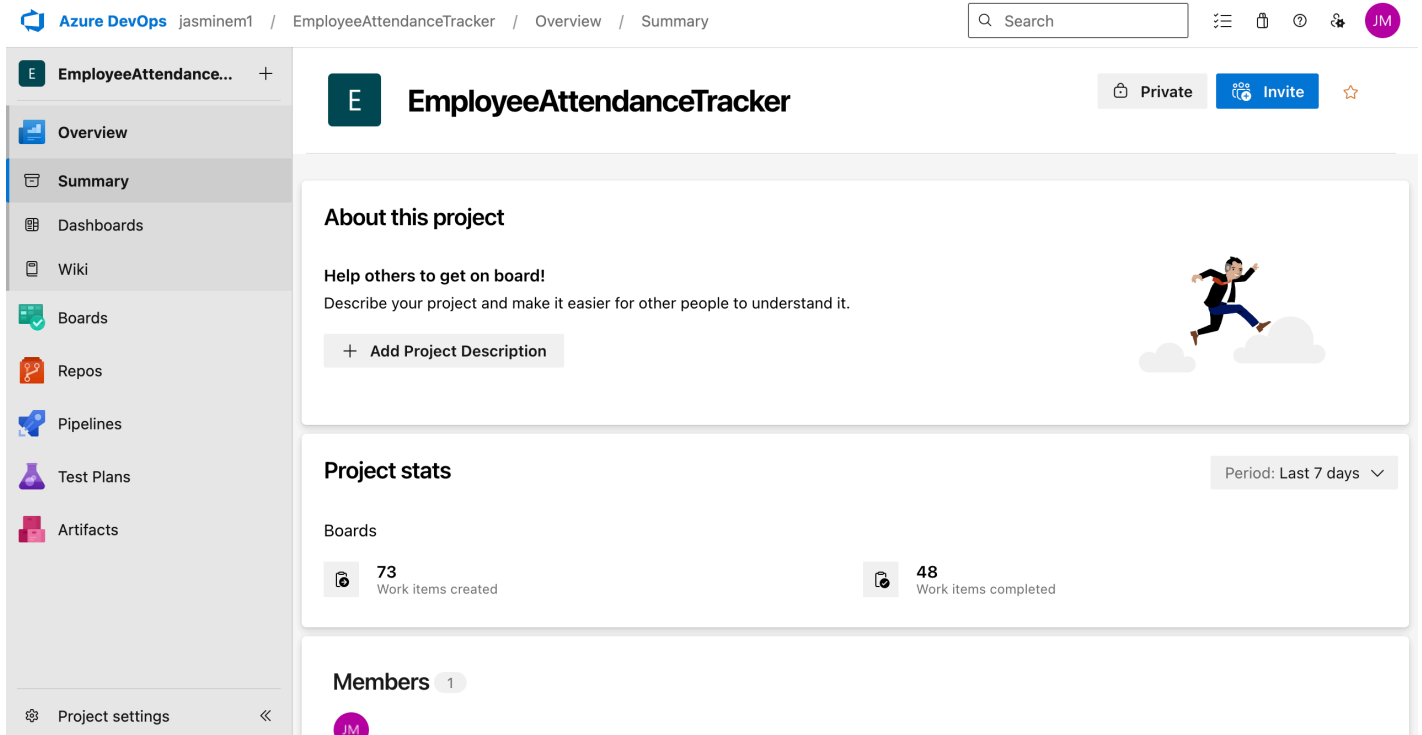 Azure DevOps jasminem1 / EmployeeAttendanceTracker / Overview / Summary
Search
JM
E EmployeeAttendance...
Overview
Summary
Dashboards
Wiki
Boards
Repos
Pipelines
Test Plans
Artifacts
Project settings
E EmployeeAttendanceTracker
Private
Invite
About this project
Help others to get on board!
Describe your project and make it easier for other people to understand it.
Add Project Description
Project stats
Period: Last 7 days
Boards
73
Work items created
48
Work items completed
Members 1
JM